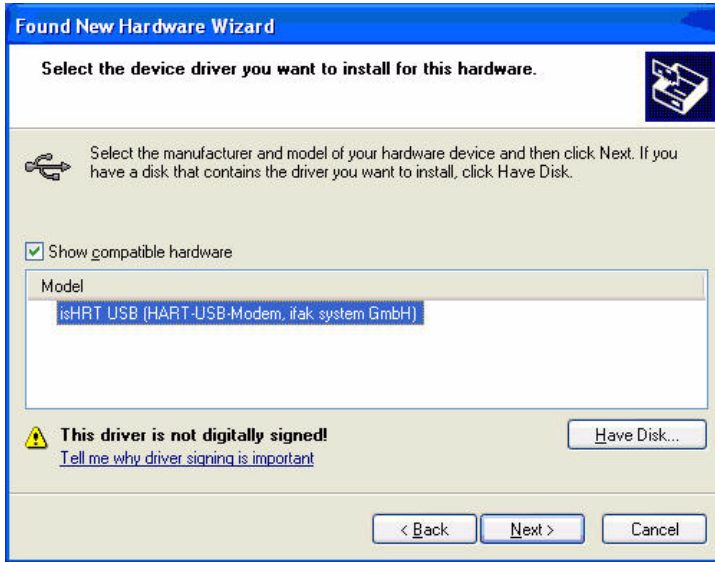 Found New Hardware Wizard
Select the device driver you want to install for this hardware.
Select the manufacturer and model of your hardware device and then click Next. If you
have a disk that contains the driver you want to install, click Have Disk.
Show compatible hardware
Model
isHRT USB (HART-USB-Modem, ifak system GmbH)
This driver is not digitally signed!
Have Disk...
Tell me why driver signing is important
< Back
Next >
Cancel